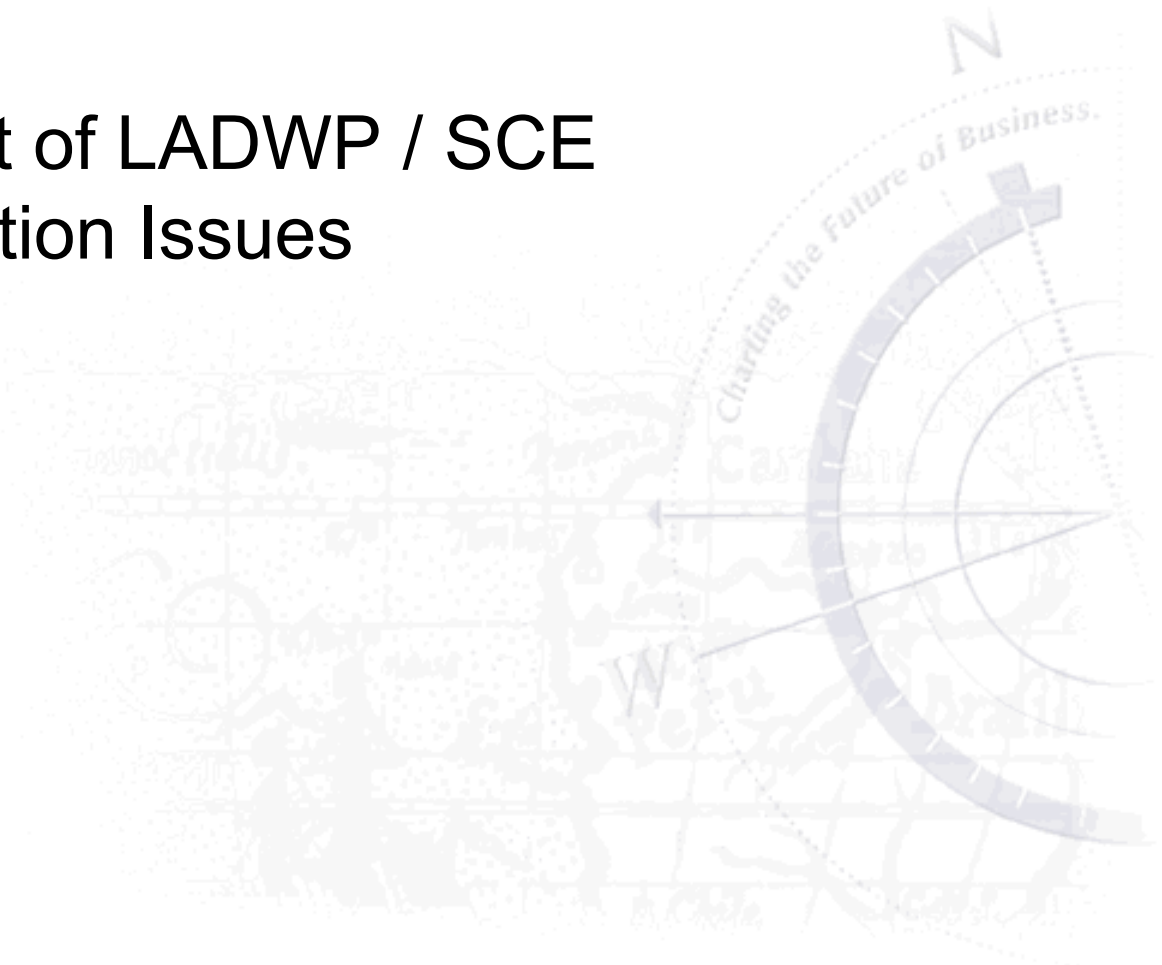 N
t of LADWP / SCE
tion Issues
Charting the Future of Business.
W